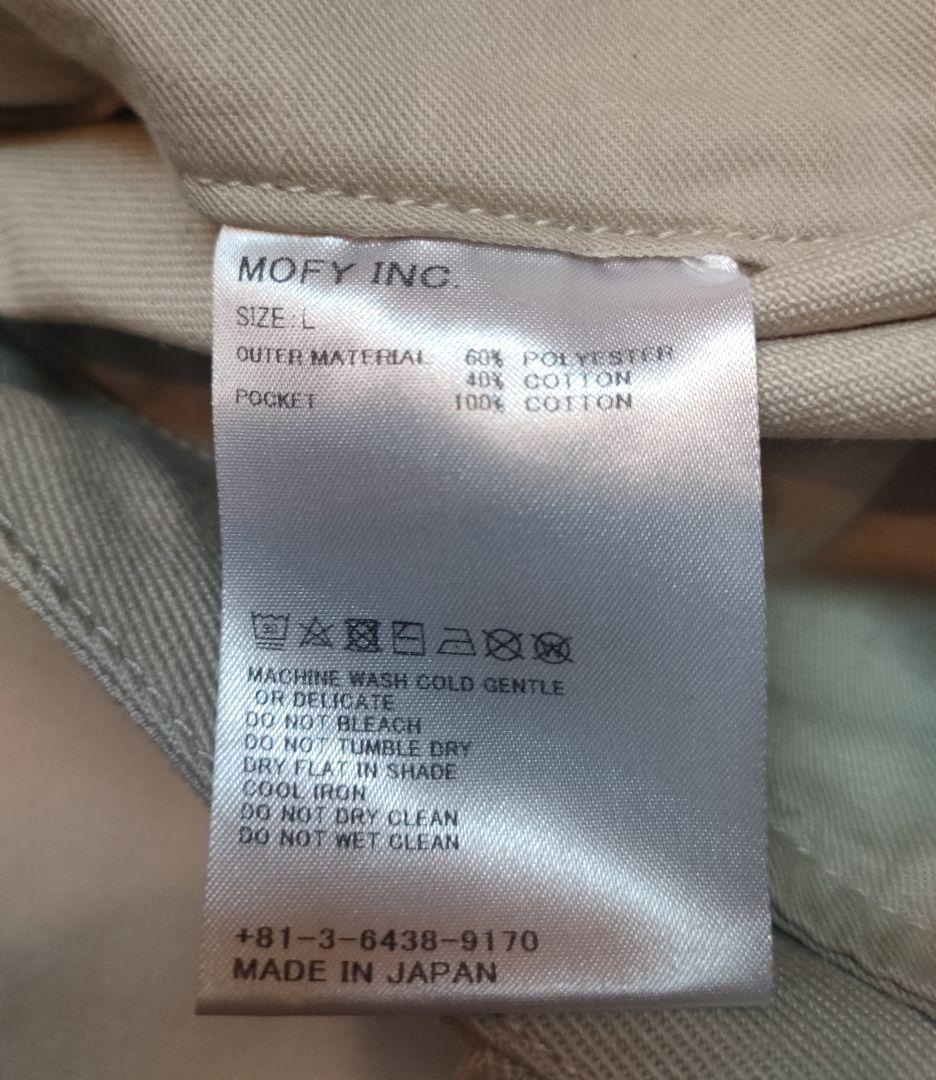 MOFY INC.
SIZE : L
OUTER MATERIAL 60% POLYESTER
40% COTTON
POCKET 100% COTTON
MACHINE WASH COLD GENTLE
OR DELICATE
DO NOT BLEACH
DO NOT TUMBLE DRY
DRY FLAT IN SHADE
COOL IRON
DO NOT DRY CLEAN
DO NOT WET CLEAN
+81-3-6438-9170
MADE IN JAPAN